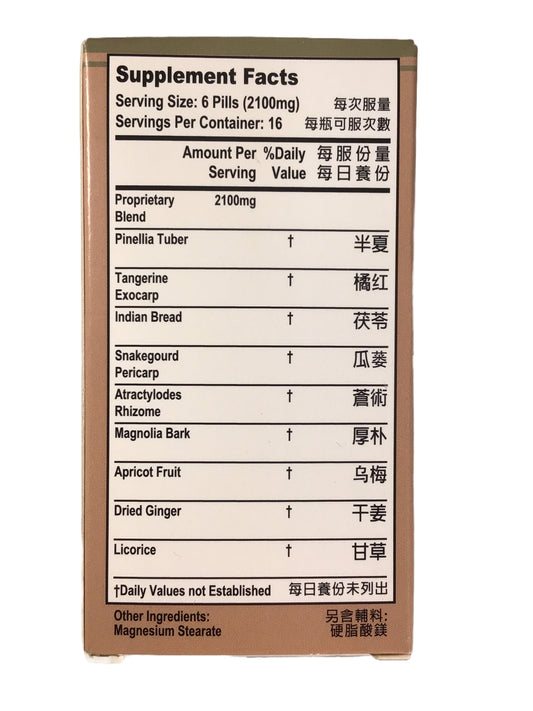 Supplement Facts
Serving Size: 6 Pills (2100mg) 每次服量
Servings Per Container: 16 每瓶可服次數
Amount Per %Daily 每服份量
Serving Value 每日養份
Proprietary 2100mg
Blend
Pinellia Tuber † 半夏
Tangerine † 橘红
Exocarp
Indian Bread † 茯苓
Snakegourd † 瓜蒌
Pericarp
Atractylodes † 蒼術
Rhizome
Magnolia Bark † 厚朴
Apricot Fruit † 乌梅
Dried Ginger † 干姜
Licorice † 甘草
†Daily Values not Established 每日養份未列出
Other Ingredients: 另含輔料:
Magnesium Stearate 硬脂酸鎂